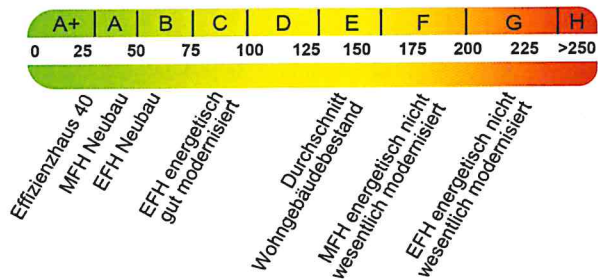 A+ A B C D E F G H
0 25 50 75 100 125 150 175 200 225 >250
Effizienzhaus 40
MFH Neubau
EFH Neubau
EFH energetisch
gut modernisiert
Durchschnitt
Wohngebäudebestand
MFH energetisch nicht
wesentlich modernisiert
EFH energetisch nicht
wesentlich modernisiert